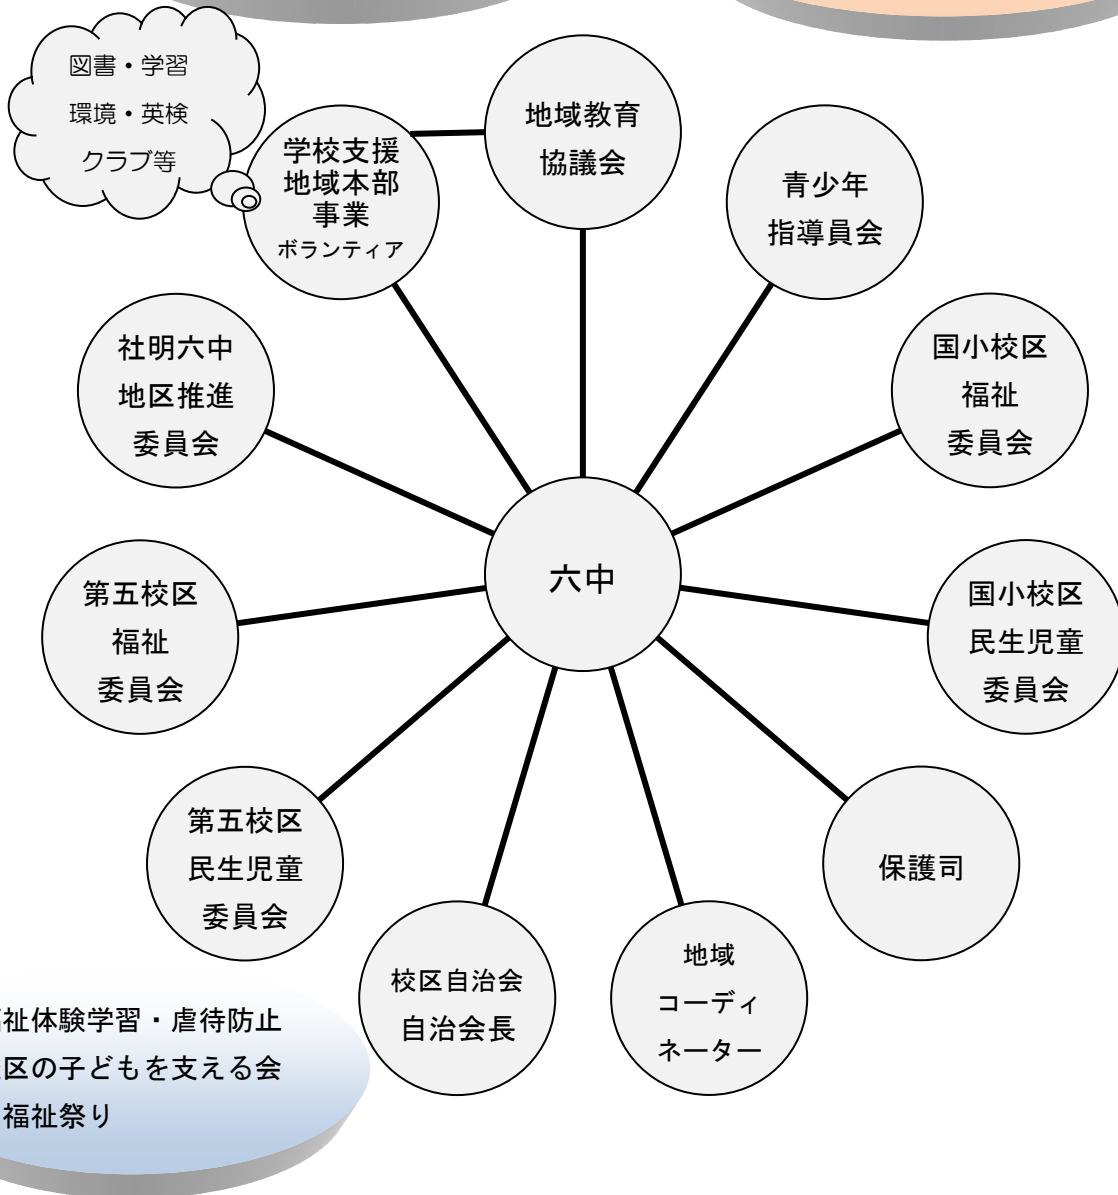 図書・学習
環境・英検
クラブ等
地域教育
協議会
学校支援
地域本部
事業
ボランティア
青少年
指導員会
社明六中
地区推進
委員会
国小校区
福祉
委員会
六中
第五校区
福祉
委員会
国小校区
民生児童
委員会
第五校区
民生児童
委員会
保護司
校区自治会
自治会長
地域
コーディ
ネーター
祉体験学習・虐待防止
区の子どもを支える会
福祉祭り